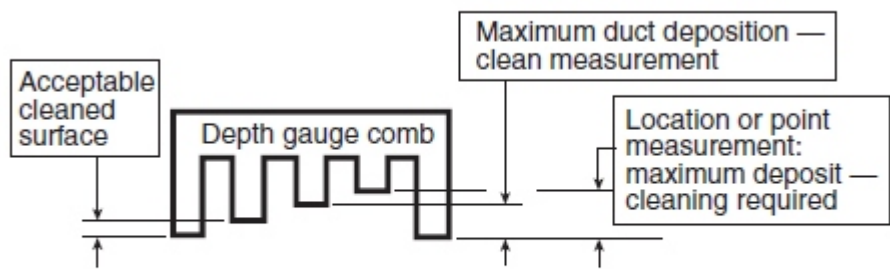 Maximum duct deposition —
clean measurement
Acceptable
cleaned
surface
Depth gauge comb
Location or point
measurement:
maximum deposit —
cleaning required